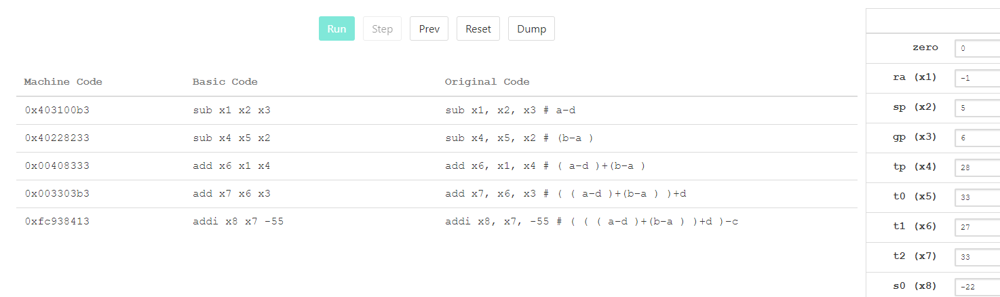 Run Step Prev Reset Dump
zero 0
Machine Code Basic Code Original Code
ra (x1) -1
0x403100b3 sub x1 x2 x3 sub x1, x2, x3 # a-d
sp (x2) 5
0x40228233 sub x4 x5 x2 sub x4, x5, x2 # (b-a )
gp (x3) 6
0x00408333 add x6 x1 x4 add x6, x1, x4 # ( a-d )+(b-a )
tp (x4) 28
0x003303b3 add x7 x6 x3 add x7, x6, x3 # ( ( a-d )+(b-a ) )+d
t0 (x5) 33
0xfc938413 addi x8 x7 -55 addi x8, x7, -55 # ( ( ( a-d )+(b-a ) )+d )-c
t1 (x6) 27
t2 (x7) 33
s0 (x8) -22